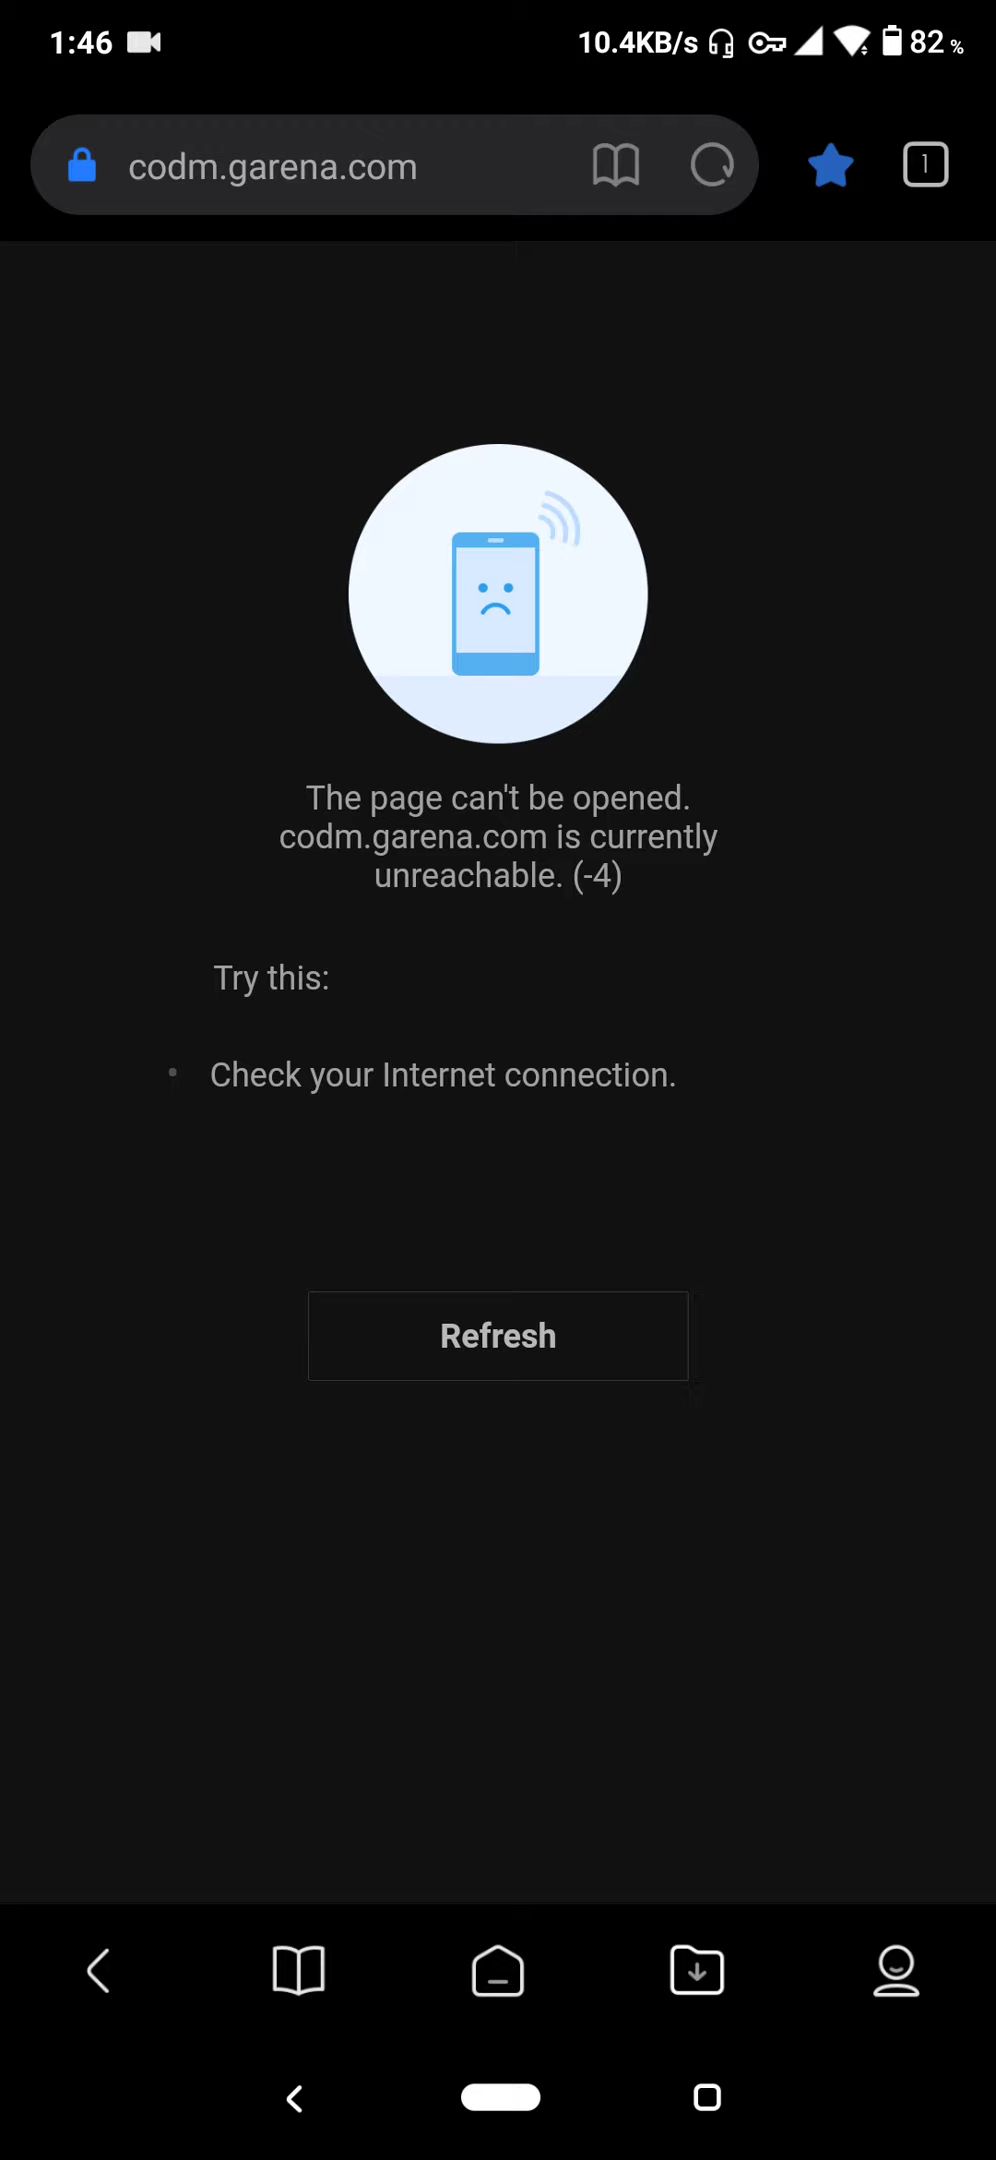 1:46 10.4KB/s 82 %
codm.garena.com 1
The page can't be opened.
codm.garena.com is currently
unreachable. (-4)
Try this:
• Check your Internet connection.
Refresh